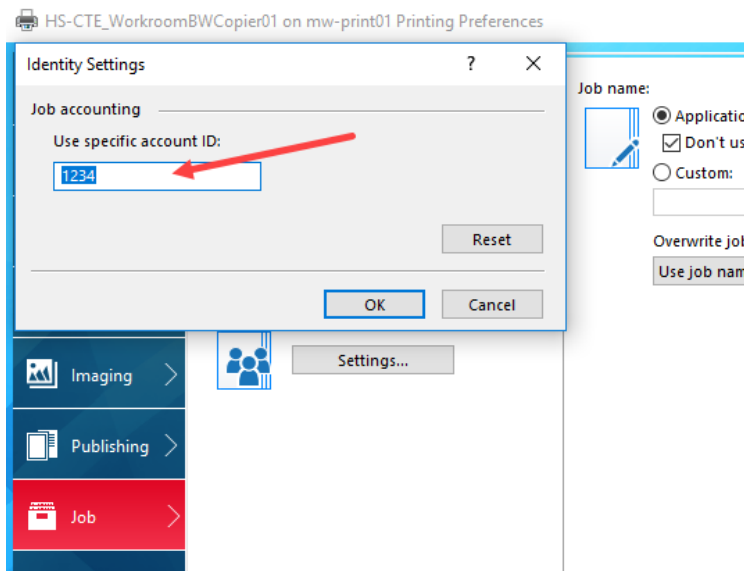 HS-CTE_WorkroomBWCopier01 on mw-print01 Printing Preferences
Identity Settings
?
Job accounting
Use specific account ID:
1234
Reset
OK
Cancel
Job name:
Applicatio
Don't us
Custom:
Overwrite job
Use job nam
Settings...
Imaging
Publishing
Job